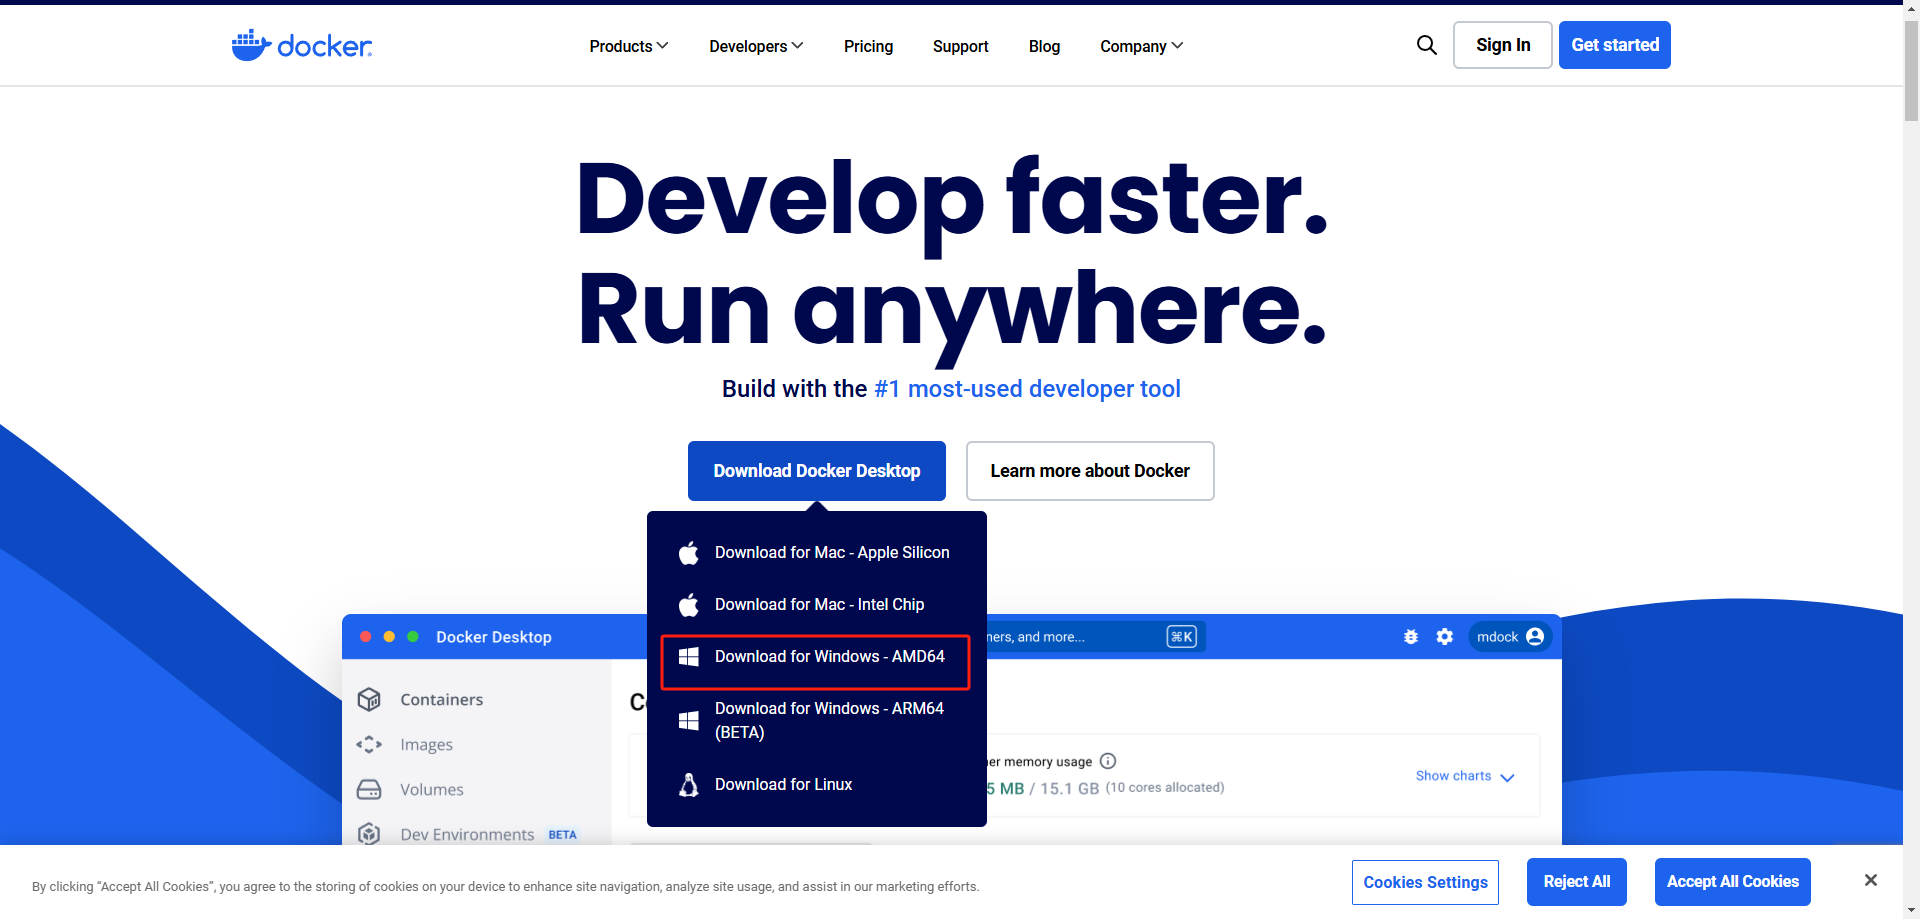 docker
Products
Developers
Pricing
Support
Blog
Company
Sign In
Get started
Develop faster.
Run anywhere.
Build with the #1 most-used developer tool
Download Docker Desktop
Learn more about Docker
Download for Mac - Apple Silicon
Download for Mac - Intel Chip
Download for Windows - AMD64
Download for Windows - ARM64
(BETA)
Download for Linux
Docker Desktop
ners, and more...
⌘K
mdock
Containers
Images
Volumes
Dev Environments BETA
er memory usage
5 MB / 15.1 GB (10 cores allocated)
Show charts
By clicking “Accept All Cookies”, you agree to the storing of cookies on your device to enhance site navigation, analyze site usage, and assist in our marketing efforts.
Cookies Settings
Reject All
Accept All Cookies